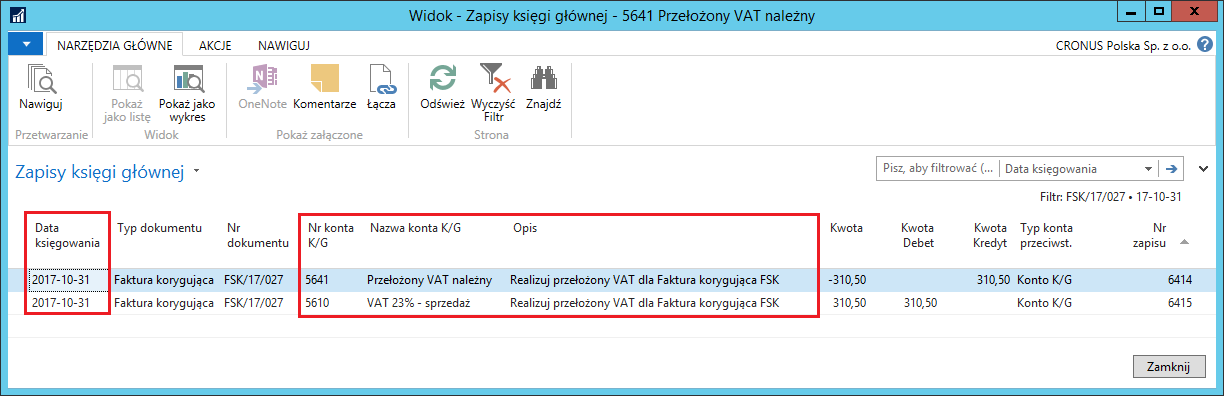 Widok - Zapisy księgi głównej - 5641 Przełożony VAT należny
NARZĘDZIA GŁÓWNE AKCJE NAWIGUJ CRONUS Polska Sp. z o.o.
Nawiguj
Pokaż jako listę
Pokaż jako wykres
OneNote
Komentarze
Łącza
Odśwież
Wyczyść Filtr
Znajdź
Przetwarzanie Widok Pokaż załączone Strona
Zapisy księgi głównej
Pisz, aby filtrować (... Data księgowania
Filtr: FSK/17/027 • 17-10-31
Data księgowania Typ dokumentu Nr dokumentu Nr konta K/G Nazwa konta K/G Opis Kwota Kwota Debet Kwota Kredyt Typ konta przeciwst. Nr zapisu
2017-10-31 Faktura korygująca FSK/17/027 5641 Przełożony VAT należny Realizuj przełożony VAT dla Faktura korygująca FSK -310,50 310,50 Konto K/G 6414
2017-10-31 Faktura korygująca FSK/17/027 5610 VAT 23% - sprzedaż Realizuj przełożony VAT dla Faktura korygująca FSK 310,50 310,50 Konto K/G 6415
Zamknij